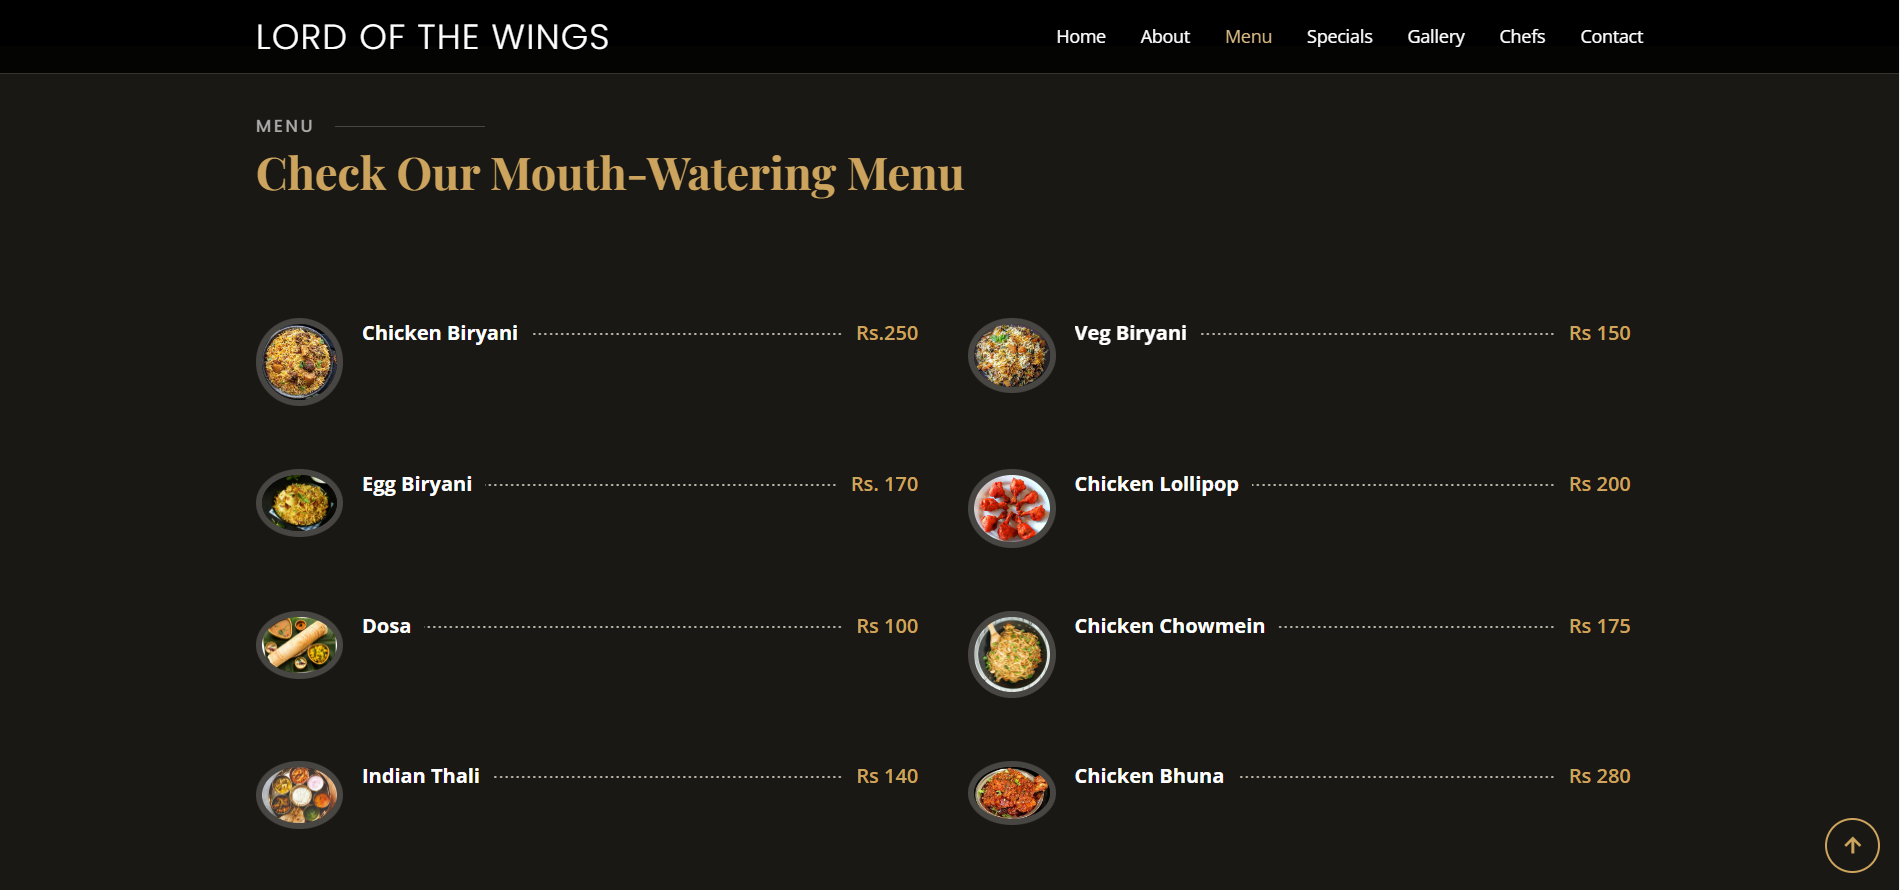 LORD OF THE WINGS
Home About Menu Specials Gallery Chefs Contact
MENU
Check Our Mouth-Watering Menu
Chicken Biryani Rs.250
Veg Biryani Rs 150
Egg Biryani Rs. 170
Chicken Lollipop Rs 200
Dosa Rs 100
Chicken Chowmein Rs 175
Indian Thali Rs 140
Chicken Bhuna Rs 280